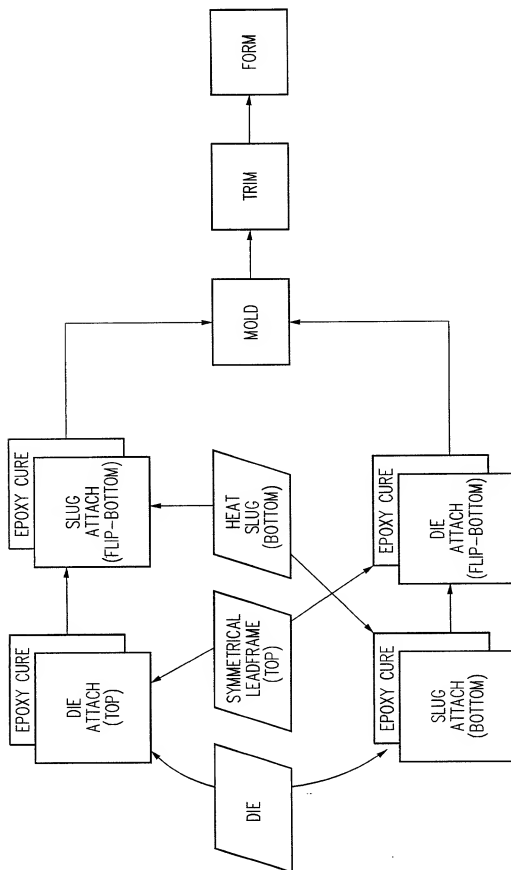 EPOXY CURE
DIE
ATTACH
(TOP)
EPOXY CURE
SLUG
ATTACH
(FLIP-BOTTOM)
DIE
SYMMETRICAL
LEADFRAME
(TOP)
HEAT
SLUG
(BOTTOM)
MOLD
TRIM
FORM
EPOXY CURE
SLUG
ATTACH
(BOTTOM)
EPOXY CURE
DIE
ATTACH
(FLIP-BOTTOM)